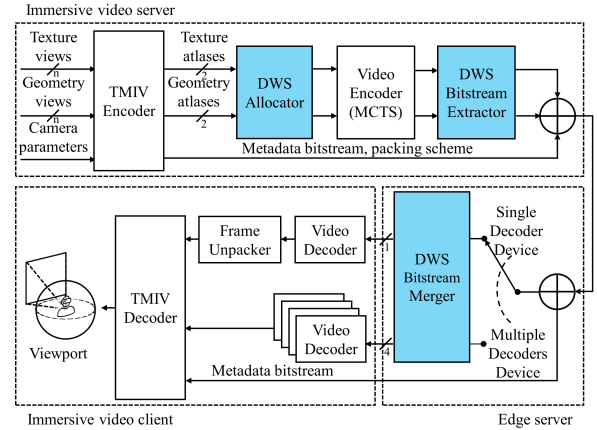 Immersive video server
Texture
views
n
Geometry
views
n
Camera
parameters
TMIV
Encoder
Texture
atlases
2
Geometry
atlases
2
DWS
Allocator
Video
Encoder
(MCTS)
DWS
Bitstream
Extractor
Metadata bitstream, packing scheme
Viewport
TMIV
Decoder
Frame
Unpacker
Video
Decoder
1
Video
Decoder
4
Metadata bitstream
DWS
Bitstream
Merger
Single
Decoder
Device
Multiple
Decoders
Device
Immersive video client
Edge server